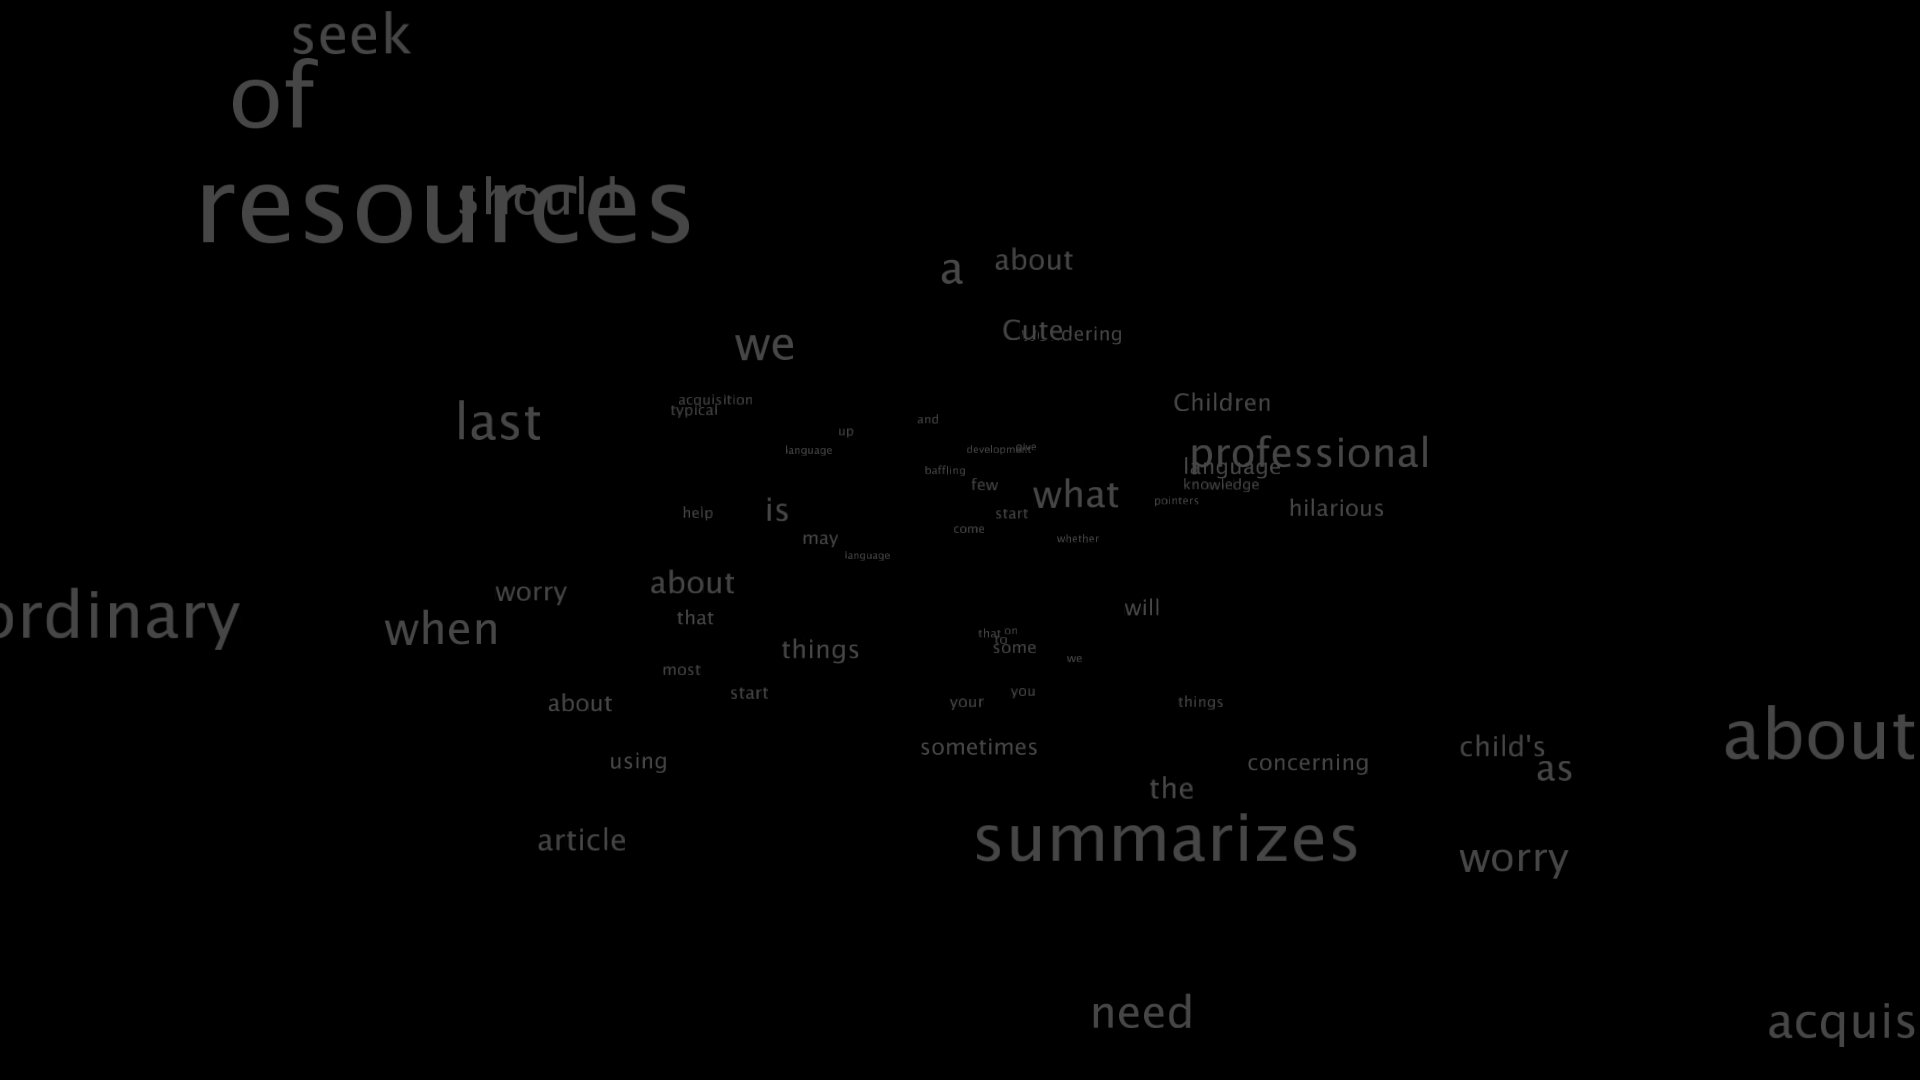 seek
of
resources
should
a
about
we
Cute
dering
acquisition
typical
last
Children
and
up
language
development
give
professional
language
baffling
knowledge
few
what
pointers
help
is
start
hilarious
may
come
whether
language
about
worry
ordinary
when
that
will
things
that
on
to
some
we
most
start
you
about
your
things
about
using
sometimes
concerning
child's
as
the
article
summarizes
worry
need
acquis